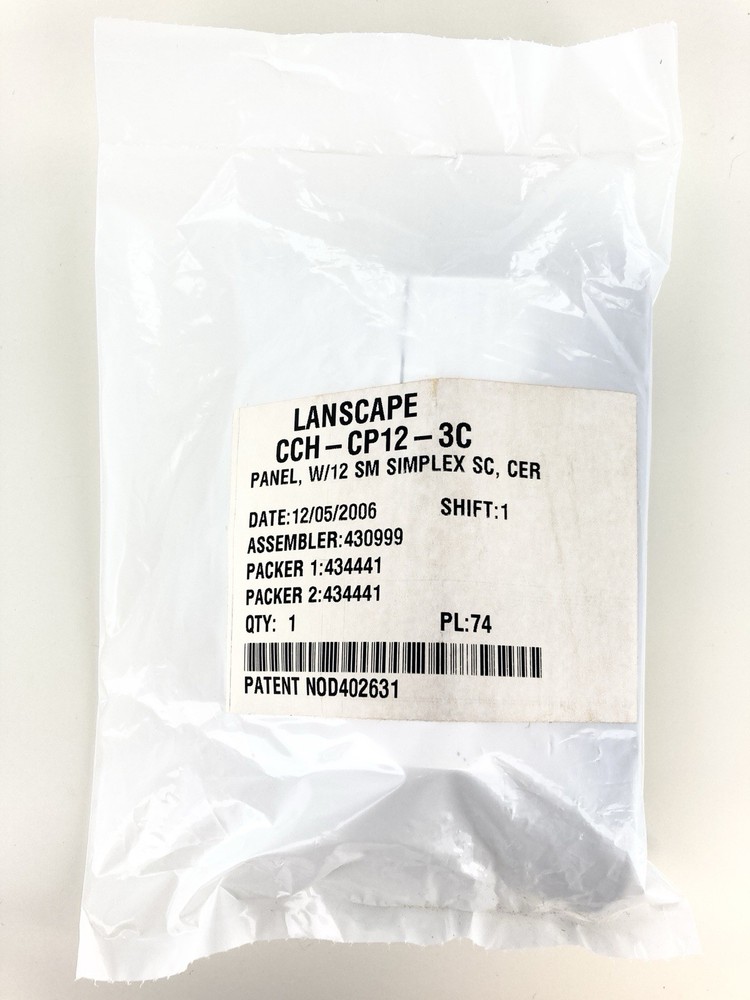 LANSCAPE
CCH – CP12 – 3C
PANEL, W/12 SM SIMPLEX SC, CER
DATE:12/05/2006 SHIFT:1
ASSEMBLER:430999
PACKER 1:434441
PACKER 2:434441
QTY: 1 PL:74
PATENT NOD402631